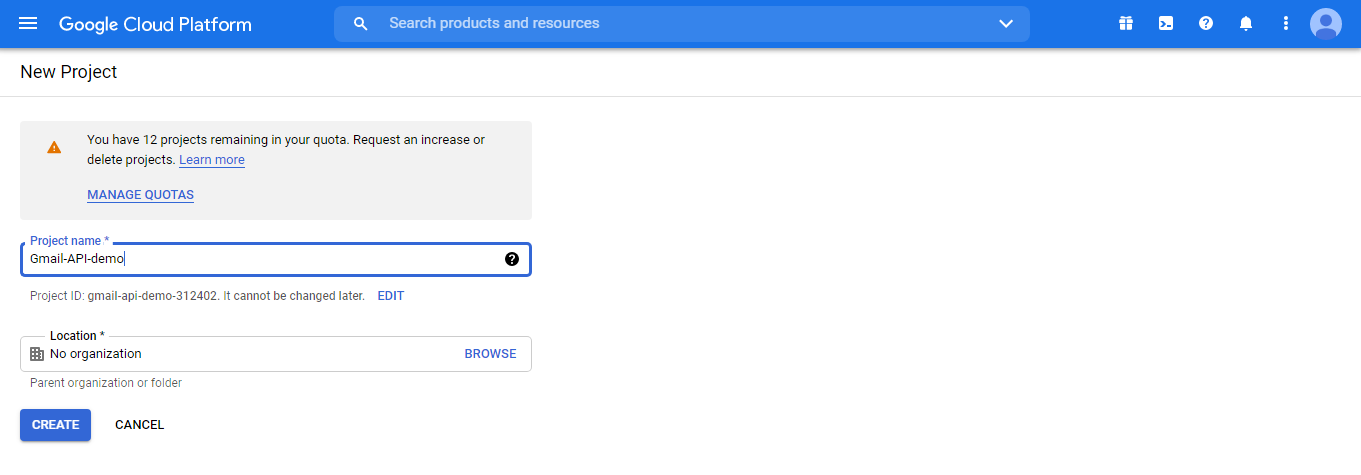 Google Cloud Platform
Search products and resources
New Project
You have 12 projects remaining in your quota. Request an increase or
delete projects. Learn more
MANAGE QUOTAS
Project name *
Gmail-API-demo
Project ID: gmail-api-demo-312402. It cannot be changed later. EDIT
Location *
No organization BROWSE
Parent organization or folder
CREATE CANCEL